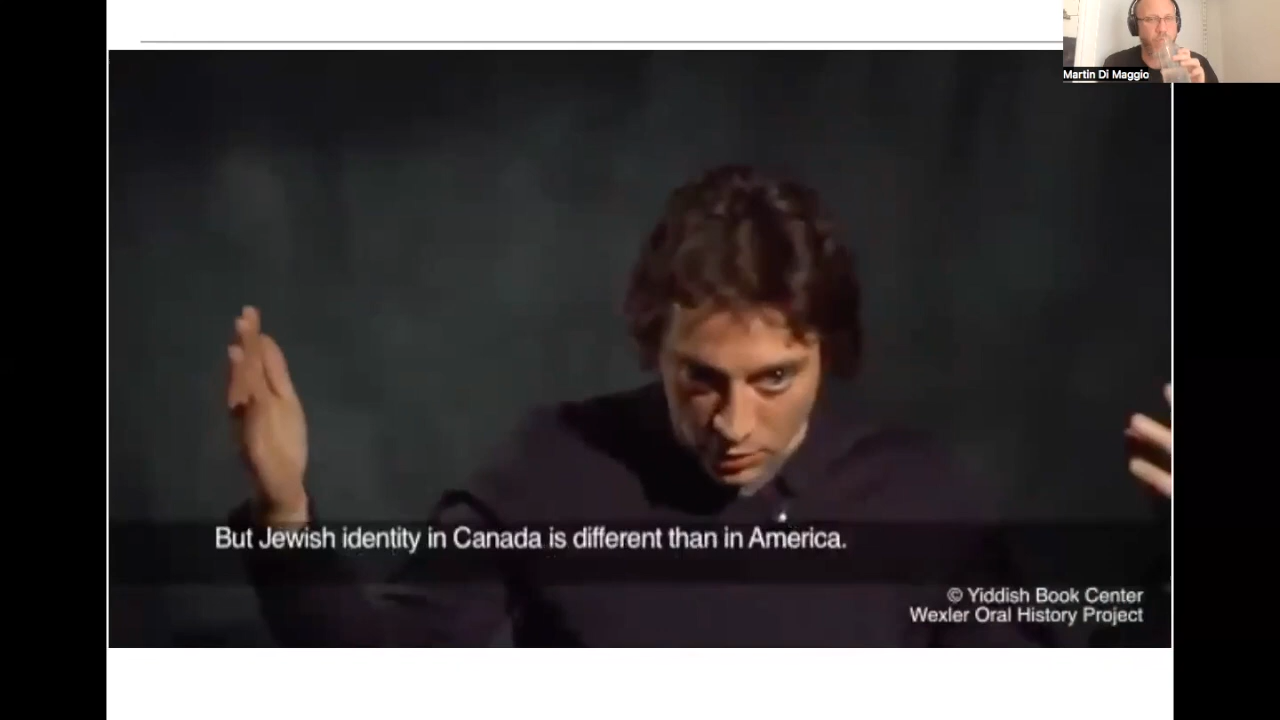 Martin Di Maggio
But Jewish identity in Canada is different than in America.
© Yiddish Book Center
Wexler Oral History Project